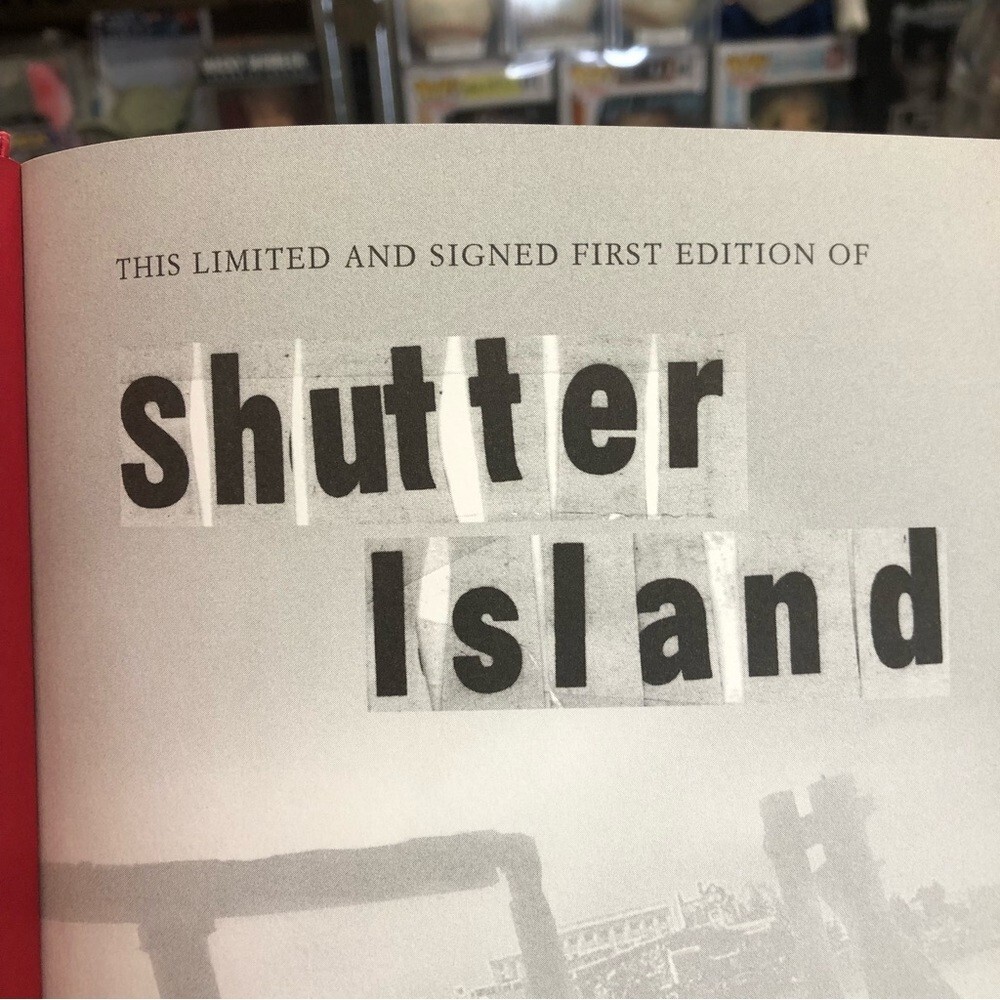 THIS LIMITED AND SIGNED FIRST EDITION OF
Shutter
Island